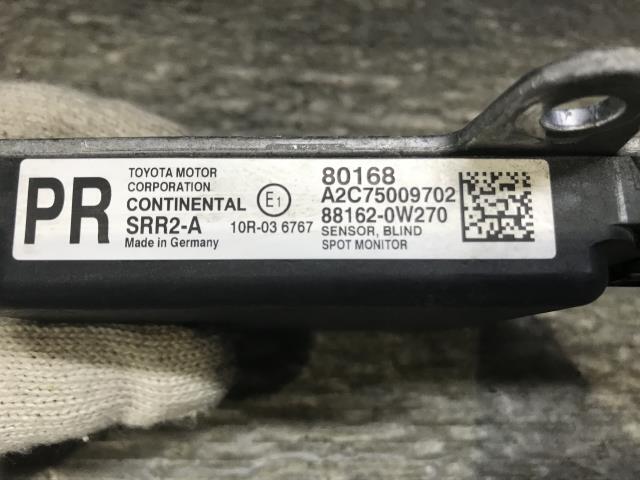 PR
TOYOTA MOTOR
CORPORATION
CONTINENTAL
SRR2-A
Made in Germany
E1
10R-03 6767
80168
A2C75009702
88162-0W270
SENSOR, BLIND
SPOT MONITOR